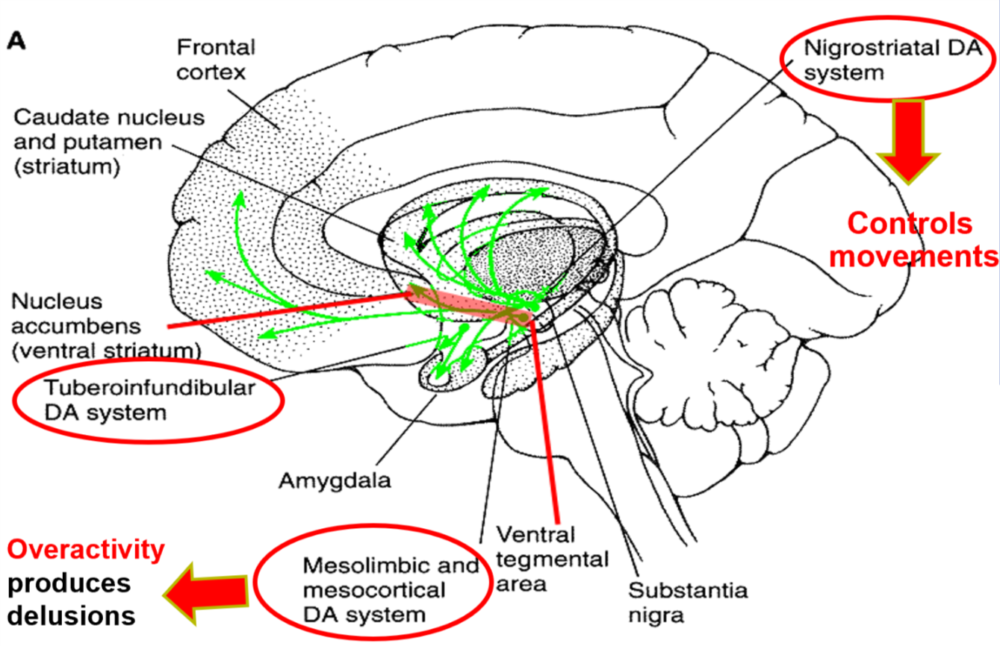 A
Frontal
cortex
Nigrostriatal DA
system
Caudate nucleus
and putamen
(striatum)
Controls
movements
Nucleus
accumbens
(ventral striatum)
Tuberoinfundibular
DA system
Amygdala
Overactivity
produces
delusions
Mesolimbic and
mesocortical
DA system
Ventral
tegmental
area
Substantia
nigra